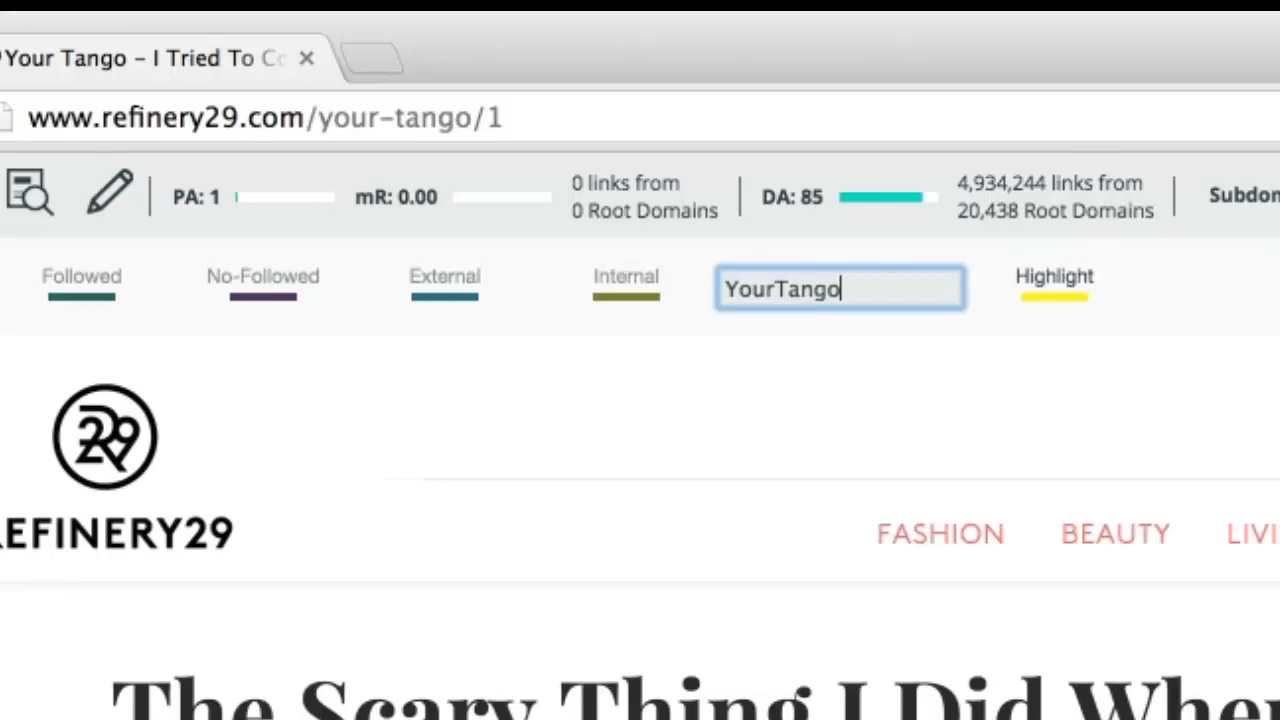 Your Tango – I Tried To
www.refinery29.com/your-tango/1
PA: 1
mR: 0.00
0 links from
0 Root Domains
DA: 85
4,934,244 links from
20,438 Root Domains
Subdom
Followed
No-Followed
External
Internal
YourTango
Highlight
R29
REFINERY29
FASHION
BEAUTY
LIVI
The Scary Thing I Did When